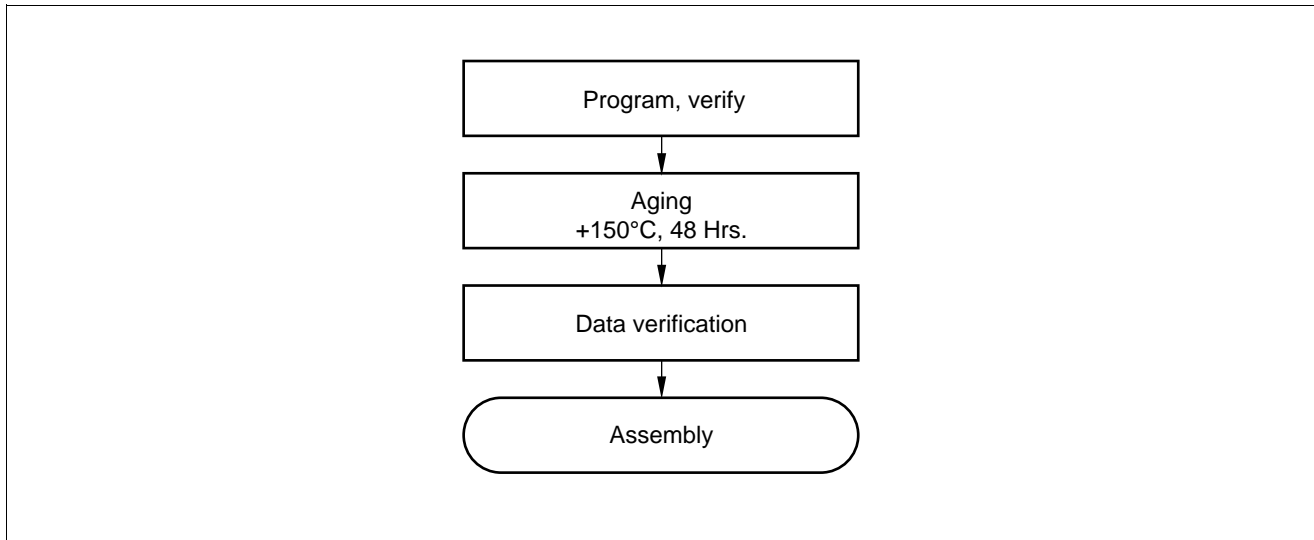 Program, verify
Aging
+150°C, 48 Hrs.
Data verification
Assembly